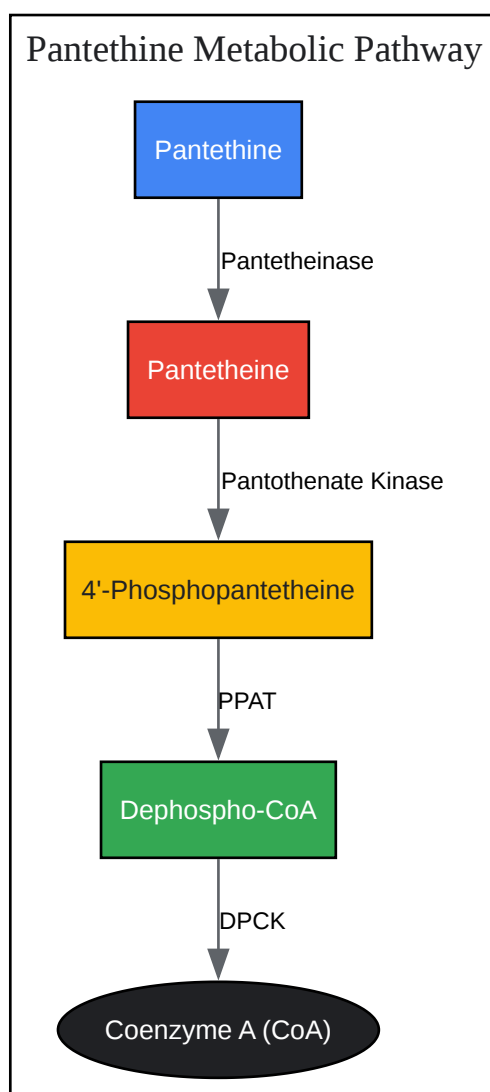 Pantethine Metabolic Pathway
Pantethine
Pantetheinase
Pantetheine
Pantothenate Kinase
4'-Phosphopantetheine
PPAT
Dephospho-CoA
DPCK
Coenzyme A (CoA)